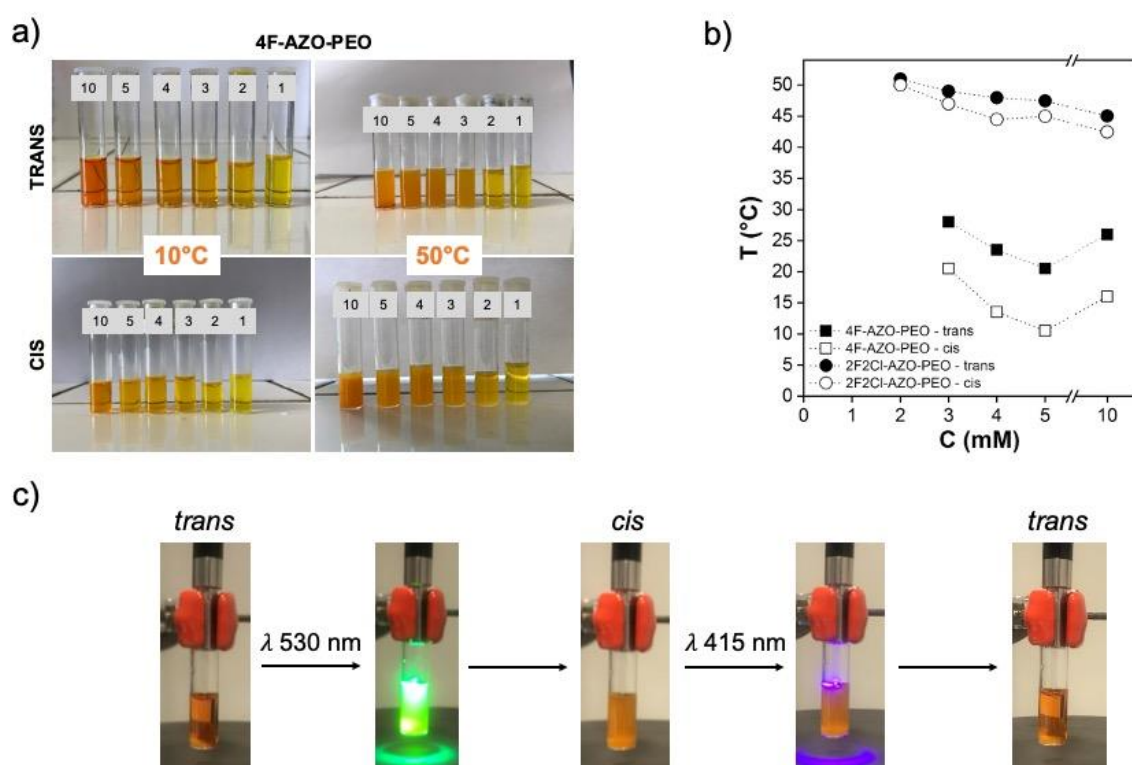 a)
4F-AZO-PEO
TRANS
10 5 4 3 2 1
10 5 4 3 2 1
10°C
50°C
CIS
10 5 4 3 2 1
10 5 4 3 2 1
b)
T (°C)
50
45
40
35
30
25
20
15
10
5
0
4F-AZO-PEO - trans
4F-AZO-PEO - cis
2F2Cl-AZO-PEO - trans
2F2Cl-AZO-PEO - cis
0 1 2 3 4 5 10
C (mM)
c)
trans
cis
trans
λ 530 nm
λ 415 nm